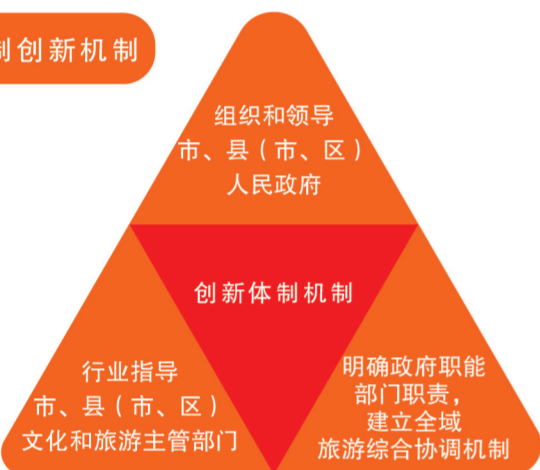 制创新机制
组织和领导
市、县（市、区）
人民政府
创新体制机制
行业指导
市、县（市、区）
文化和旅游主管部门
明确政府职能
部门职责，
建立全域
旅游综合协调机制